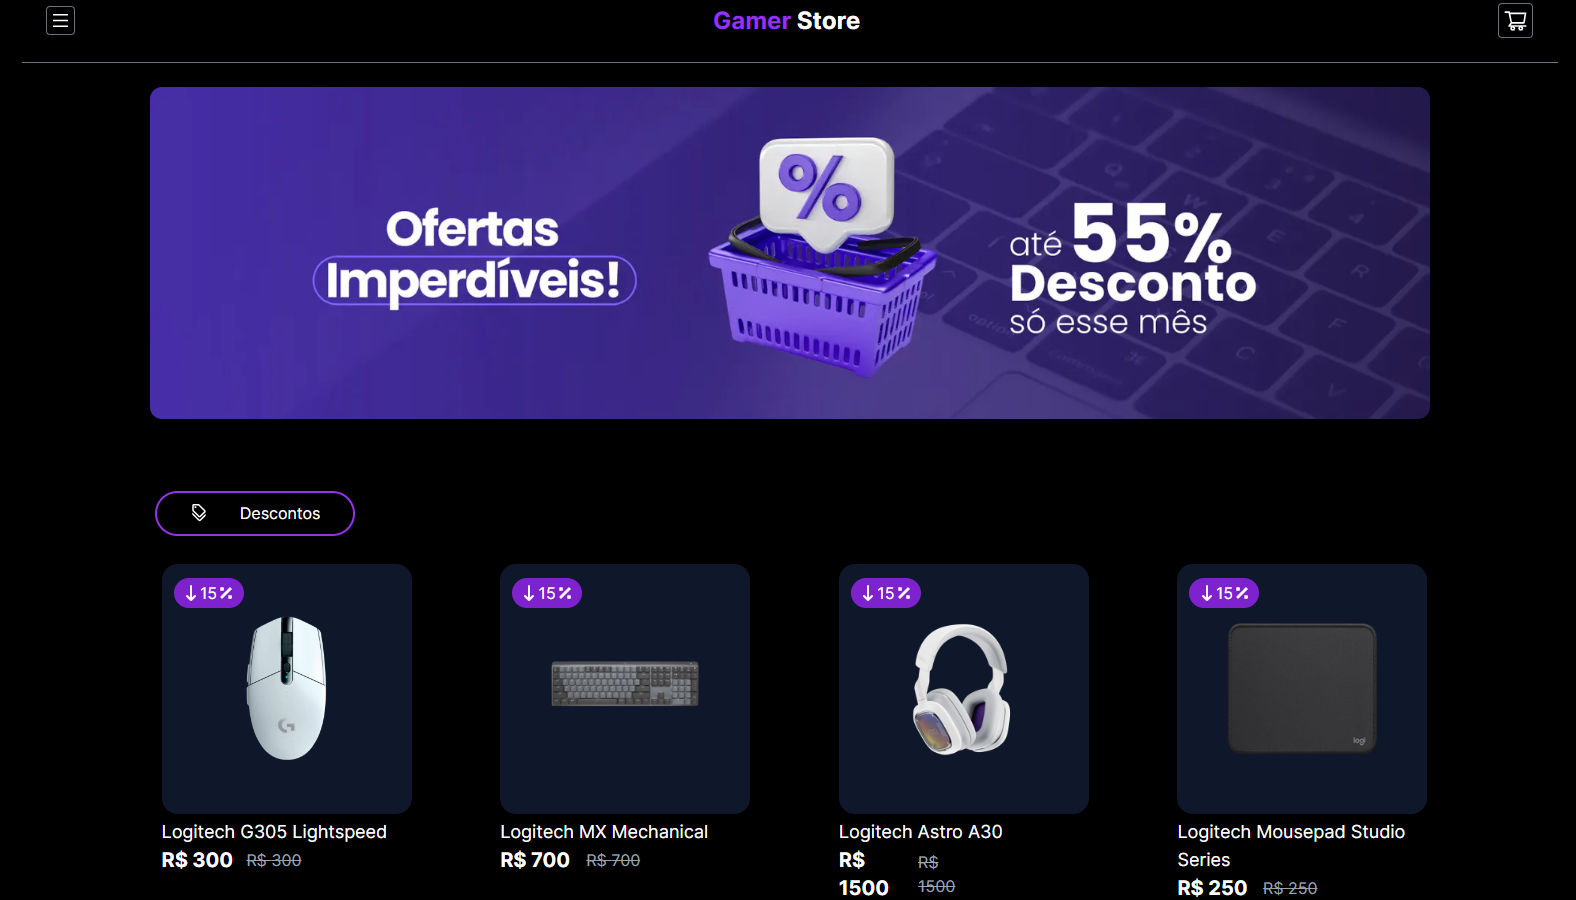 Gamer Store
Ofertas
Imperdíveis!
%
até 55%
Desconto
só esse mês
Descontos
15%
15%
15%
15%
logi
Logitech G305 Lightspeed
R$ 300 R$ 300
Logitech MX Mechanical
R$ 700 R$ 700
Logitech Astro A30
R$
1500
R$
1500
Logitech Mousepad Studio
Series
R$ 250 R$ 250